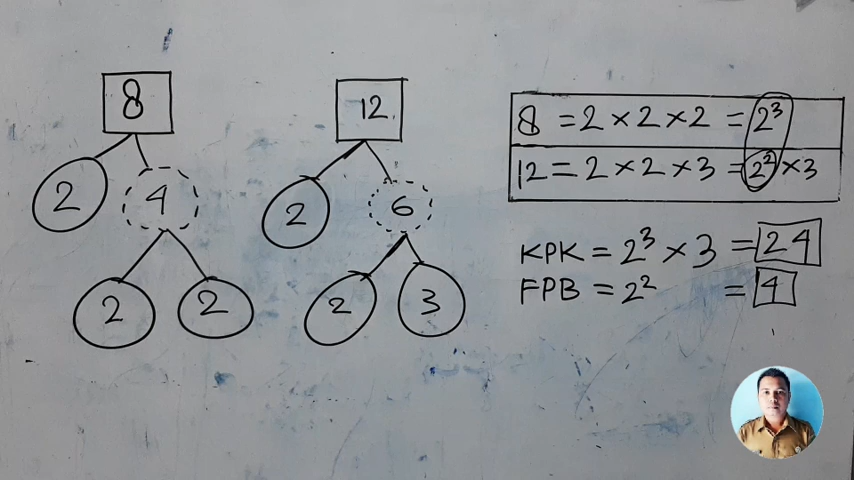 8
12
2
4
2
6
2
2
2
3
8 = 2 × 2 × 2 = 2³
12 = 2 × 2 × 3 = 2² × 3
KPK = 2³ × 3 = 24
FPB = 2² = 4